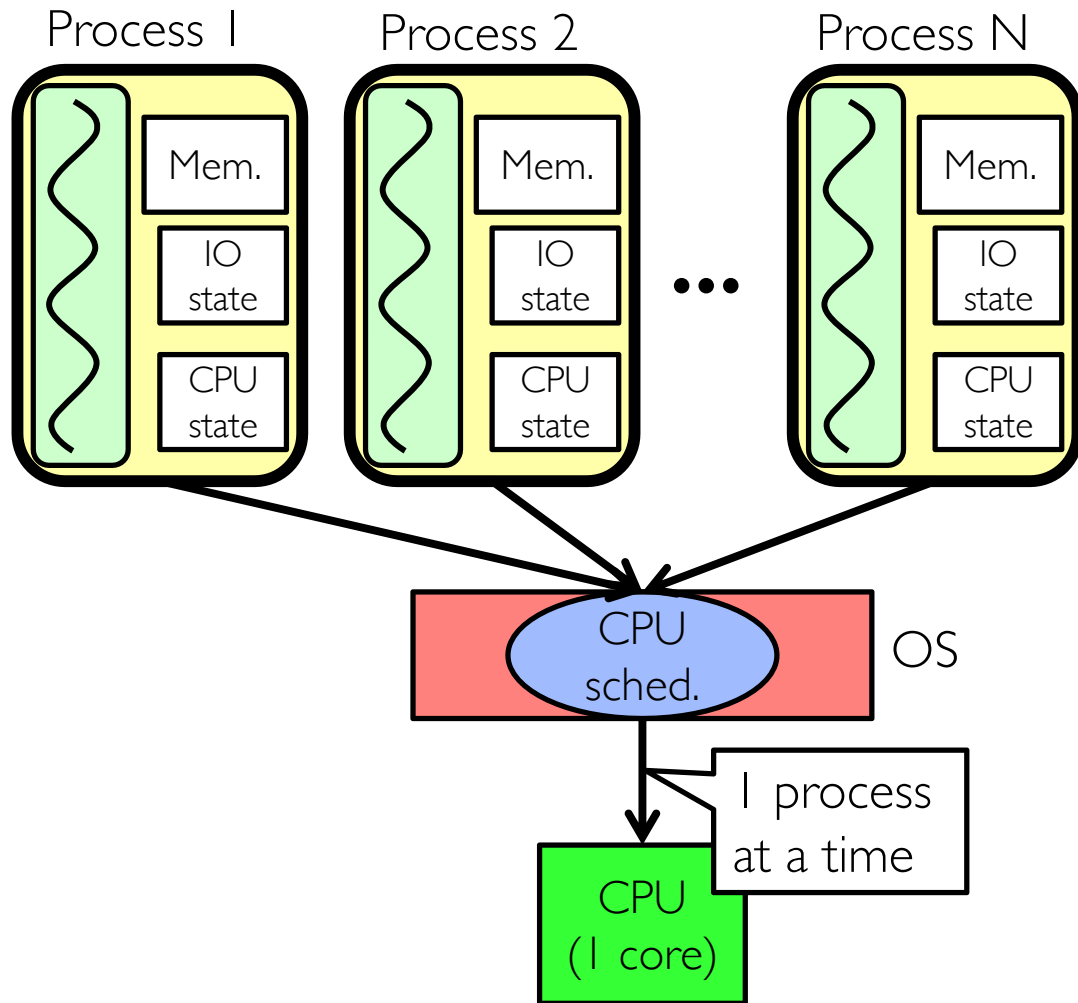 Process 1
Process 2
Process N
Mem.
IO
state
CPU
state
Mem.
IO
state
CPU
state
...
Mem.
IO
state
CPU
state
CPU
sched.
OS
1 process
at a time
CPU
(1 core)